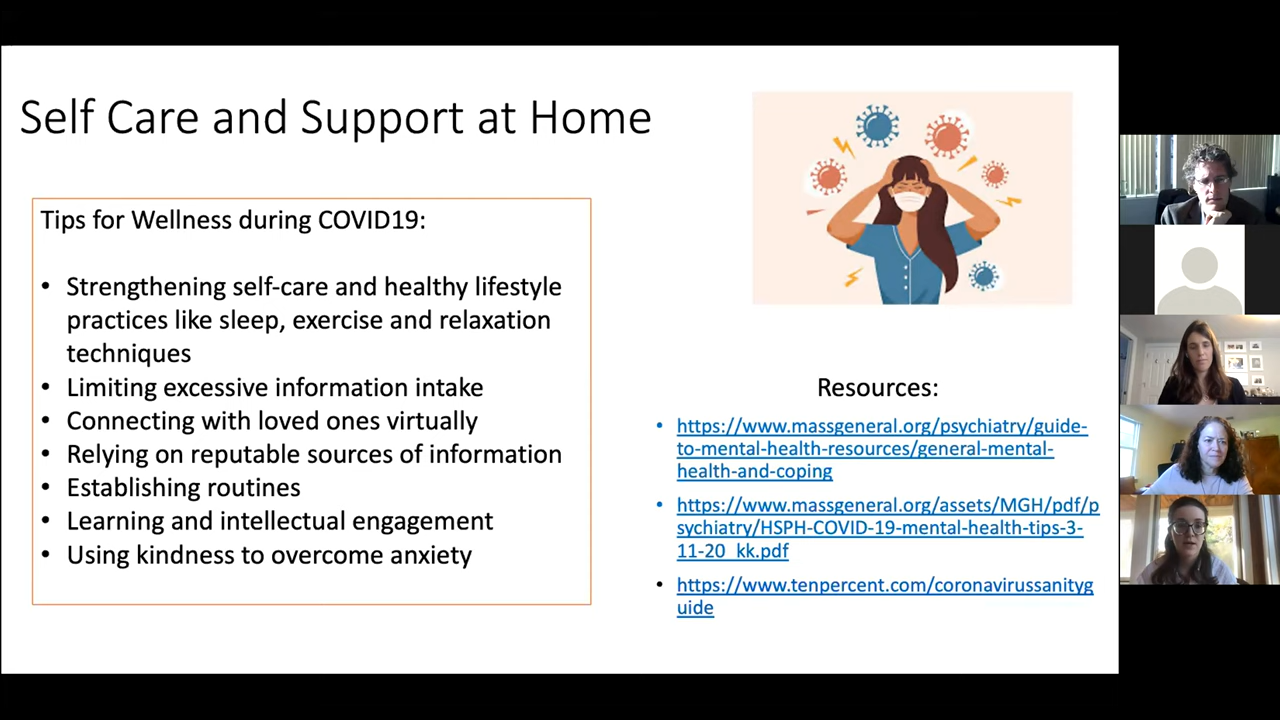 Self Care and Support at Home
Tips for Wellness during COVID19:
• Strengthening self-care and healthy lifestyle
practices like sleep, exercise and relaxation
techniques
• Limiting excessive information intake
• Connecting with loved ones virtually
• Relying on reputable sources of information
• Establishing routines
• Learning and intellectual engagement
• Using kindness to overcome anxiety
Resources:
• https://www.massgeneral.org/psychiatry/guide-
to-mental-health-resources/general-mental-
health-and-coping
• https://www.massgeneral.org/assets/MGH/pdf/p
sychiatry/HSPH-COVID-19-mental-health-tips-3-
11-20_kk.pdf
• https://www.tenpercent.com/coronavirussanityg
uide